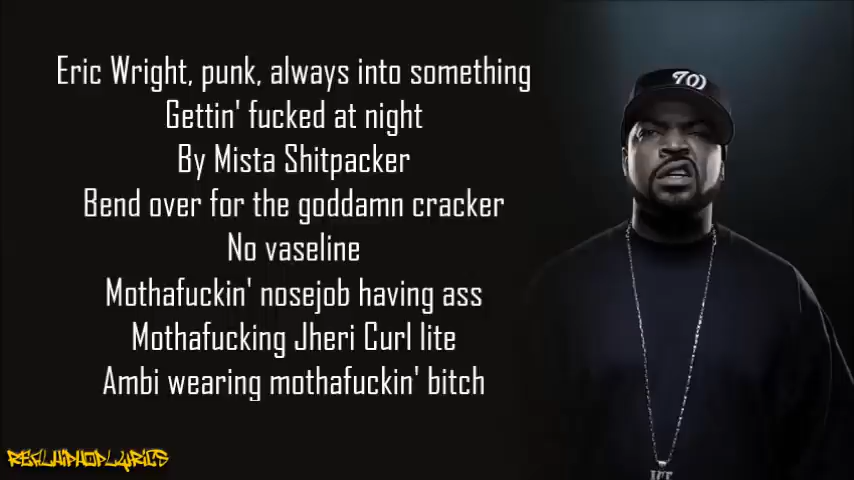 Eric Wright, punk, always into something
Gettin' fucked at night
By Mista Shitpacker
Bend over for the goddamn cracker
No vaseline
Mothafuckin' nosejob having ass
Mothafucking Jheri Curl lite
Ambi wearing mothafuckin' bitch
REALHIPHOPLYRICS